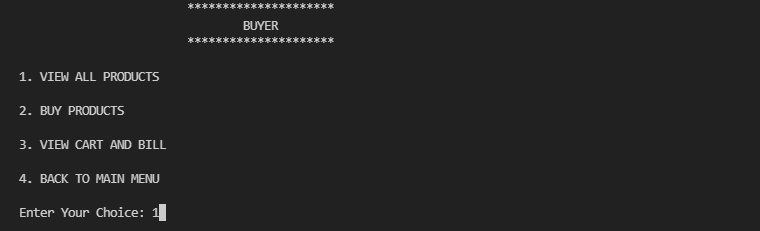 *********************
BUYER
*********************
1. VIEW ALL PRODUCTS
2. BUY PRODUCTS
3. VIEW CART AND BILL
4. BACK TO MAIN MENU
Enter Your Choice: 1